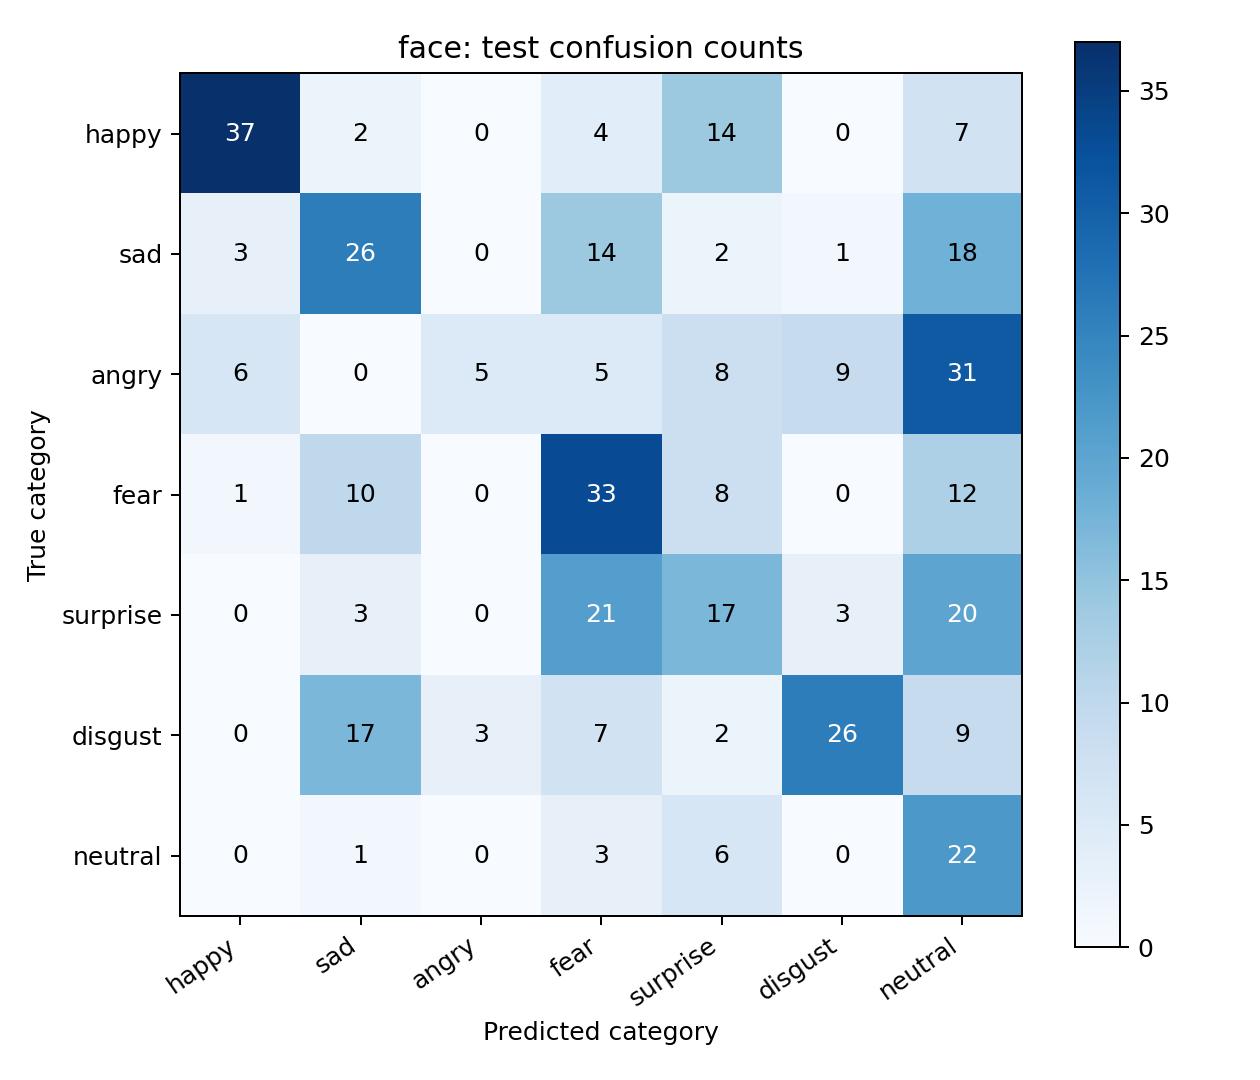 face: test confusion counts
happy 37 2 0 4 14 0 7
sad 3 26 0 14 2 1 18
angry 6 0 5 5 8 9 31
fear 1 10 0 33 8 0 12
surprise 0 3 0 21 17 3 20
disgust 0 17 3 7 2 26 9
neutral 0 1 0 3 6 0 22
happy sad angry fear surprise disgust neutral
Predicted category
True category
35
30
25
20
15
10
5
0